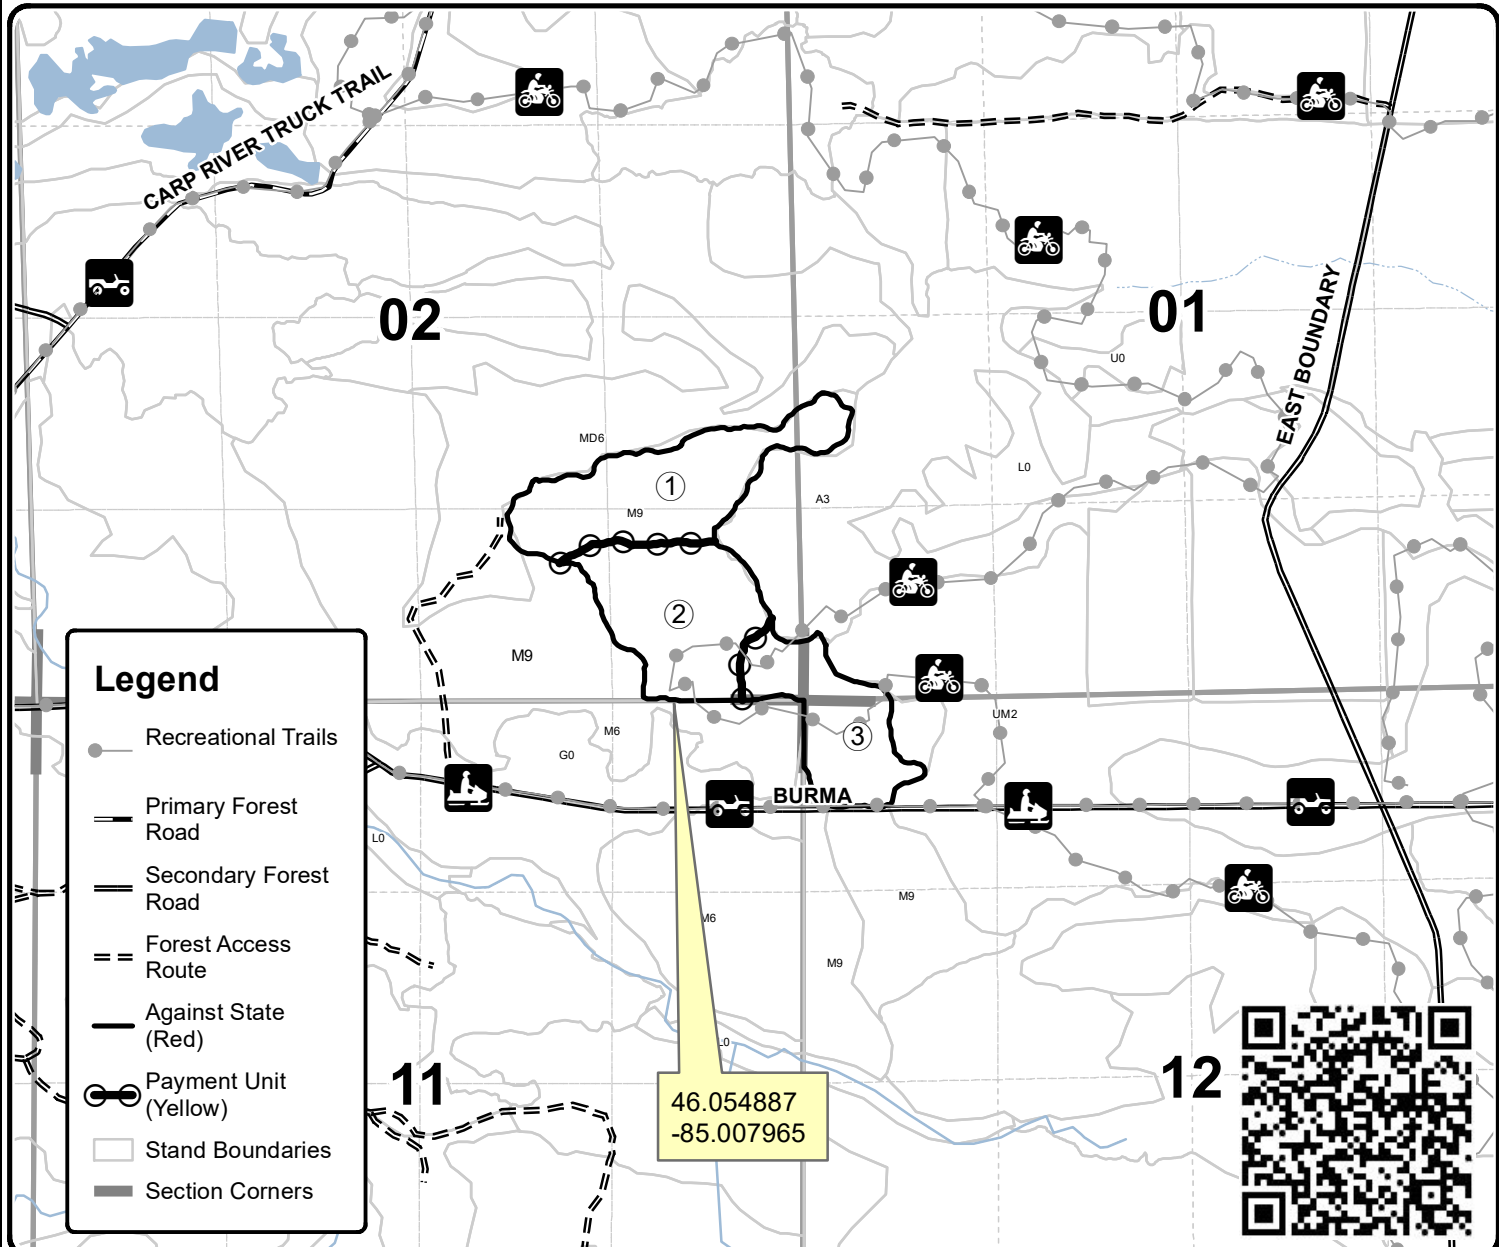 CARP RIVER TRUCK TRAIL
02
01
EAST BOUNDARY
U0
MD6
L0
1
M9
A3
2
M9
UM2
M6
G0
3
BURMA
L0
M9
M6
M9
11
12
46.054887
-85.007965
Legend
Recreational Trails
Primary Forest
Road
Secondary Forest
Road
Forest Access
Route
Against State
(Red)
Payment Unit
(Yellow)
Stand Boundaries
Section Corners